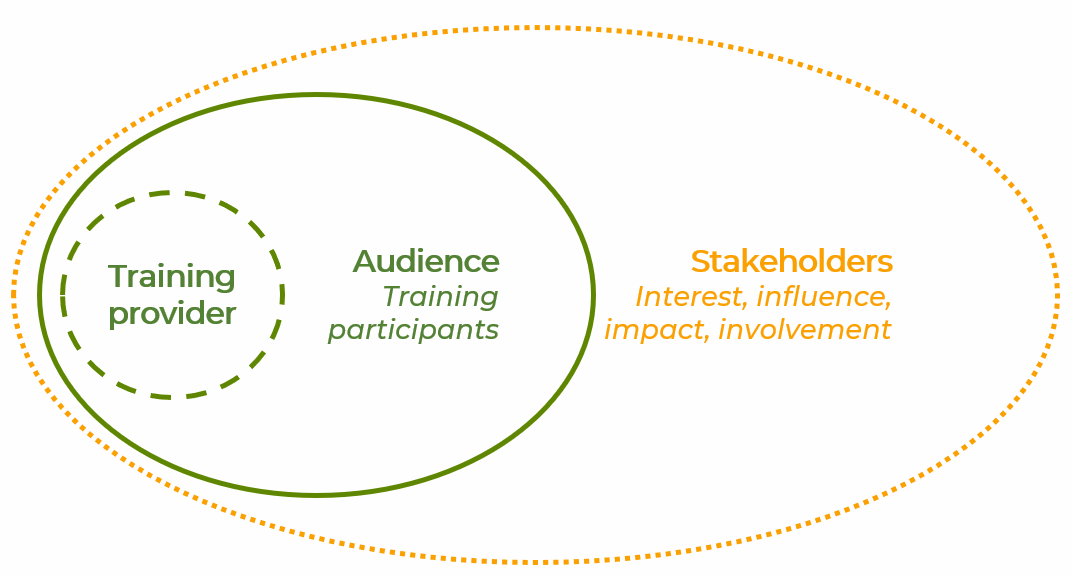 Training
provider
Audience
Training
participants
Stakeholders
Interest, influence,
impact, involvement